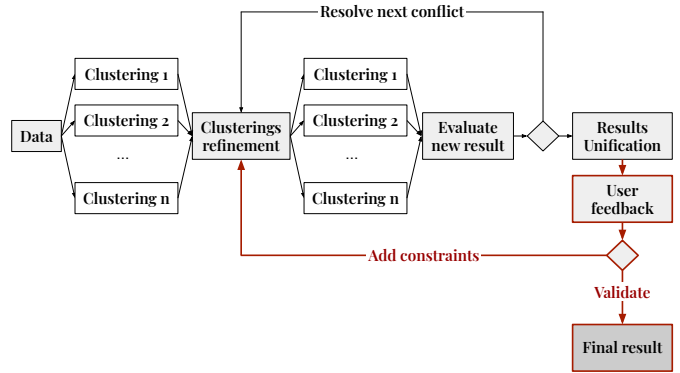 Resolve next conflict
Data
Clustering 1
Clustering 2
...
Clustering n
Clusterings
refinement
Clustering 1
Clustering 2
...
Clustering n
Evaluate
new result
Results
Unification
User
feedback
Add constraints
Validate
Final result